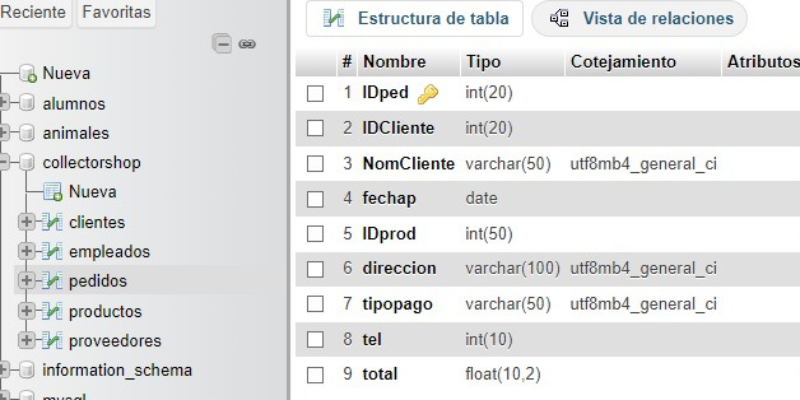 Reciente Favoritas
Nueva
alumnos
animales
collectorshop
Nueva
clientes
empleados
pedidos
productos
proveedores
information_schema
mysql
Estructura de tabla Vista de relaciones
# Nombre Tipo Cotejamiento Atributos
1 IDped int(20)
2 IDCliente int(20)
3 NomCliente varchar(50) utf8mb4_general_ci
4 fechap date
5 IDprod int(50)
6 direccion varchar(100) utf8mb4_general_ci
7 tipopago varchar(50) utf8mb4_general_ci
8 tel int(10)
9 total float(10,2)